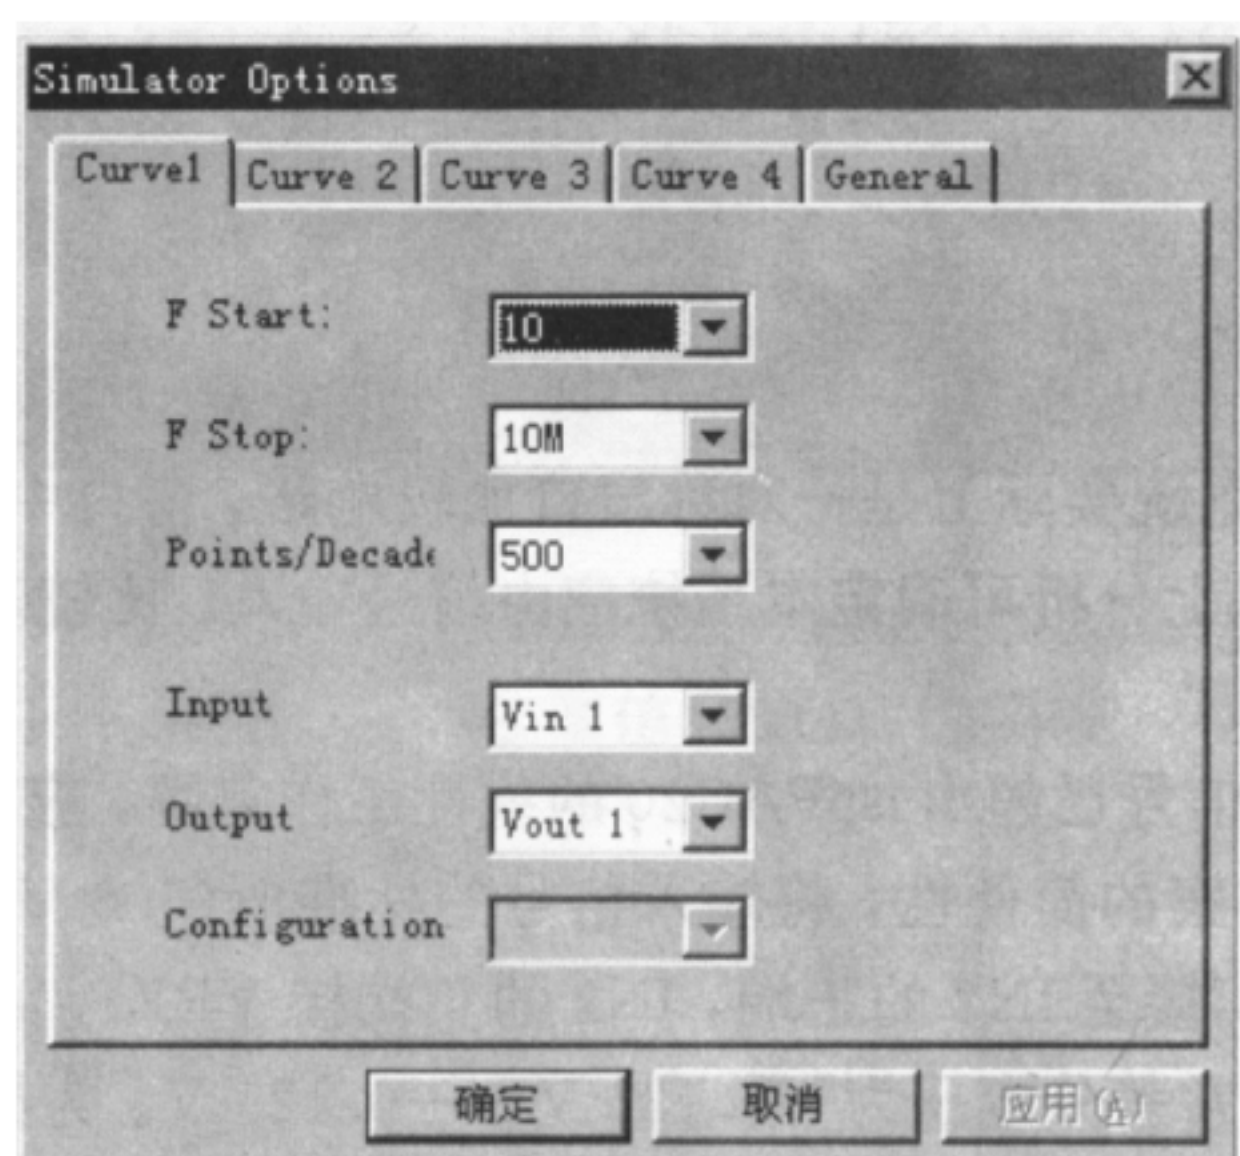 Simulator Options
Curve1 Curve 2 Curve 3 Curve 4 General
F Start: 10
F Stop: 10M
Points/Decade 500
Input Vin 1
Output Vout 1
Configuration
确定 取消 应用(A)